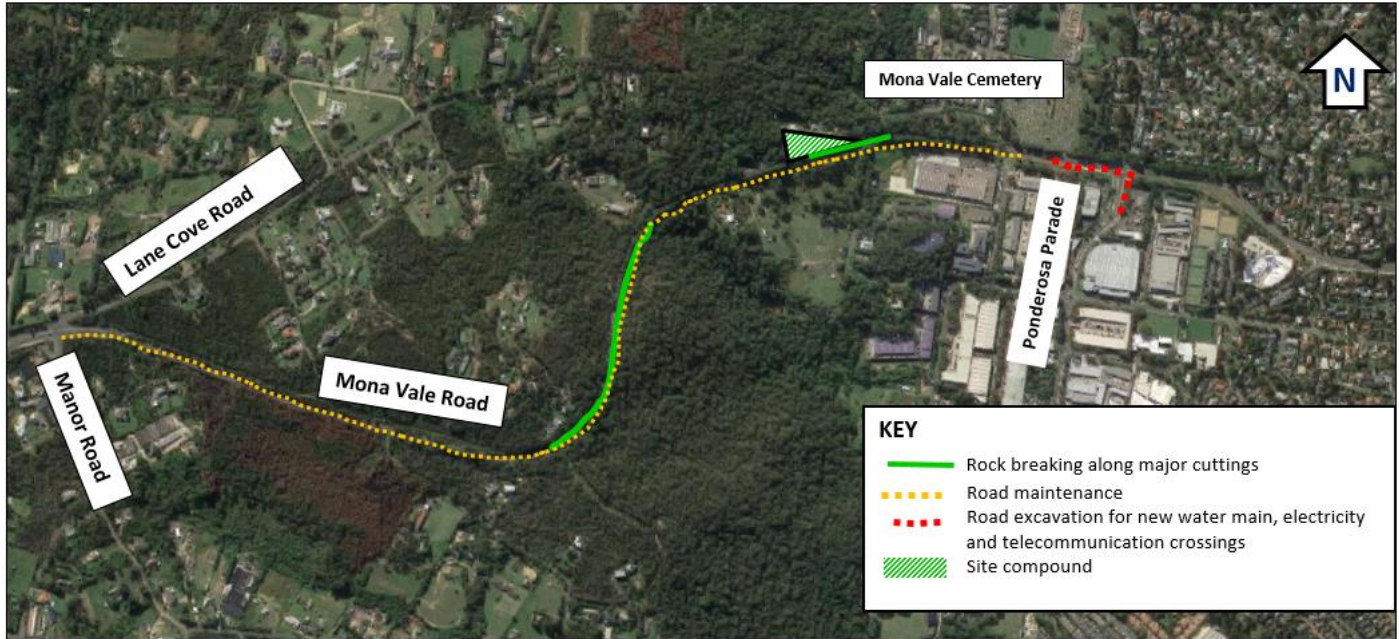 Mona Vale Cemetery
N
Lane Cove Road
Ponderosa Parade
Mona Vale Road
Manor Road
KEY
Rock breaking along major cuttings
Road maintenance
Road excavation for new water main, electricity
and telecommunication crossings
Site compound